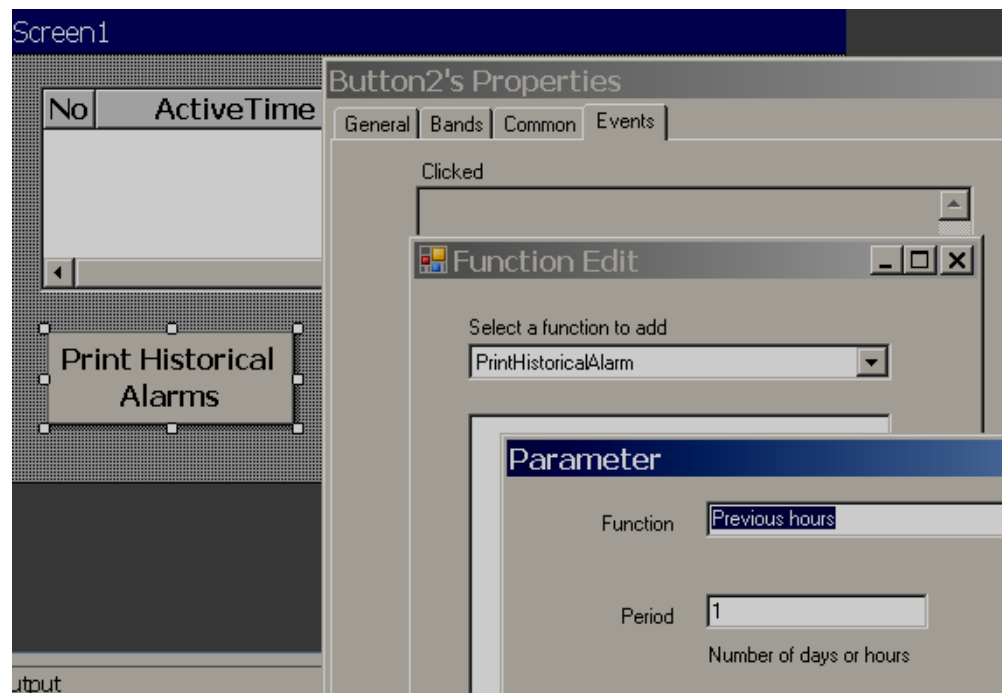 Screen1
No ActiveTime
Print Historical
Alarms
Button2's Properties
General Bands Common Events
Clicked
Function Edit
Select a function to add
PrintHistoricalAlarm
Parameter
Function Previous hours
Period 1
Number of days or hours
utput